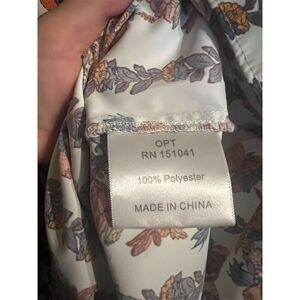 OPT
RN 151041
100% Polyester
MADE IN CHINA